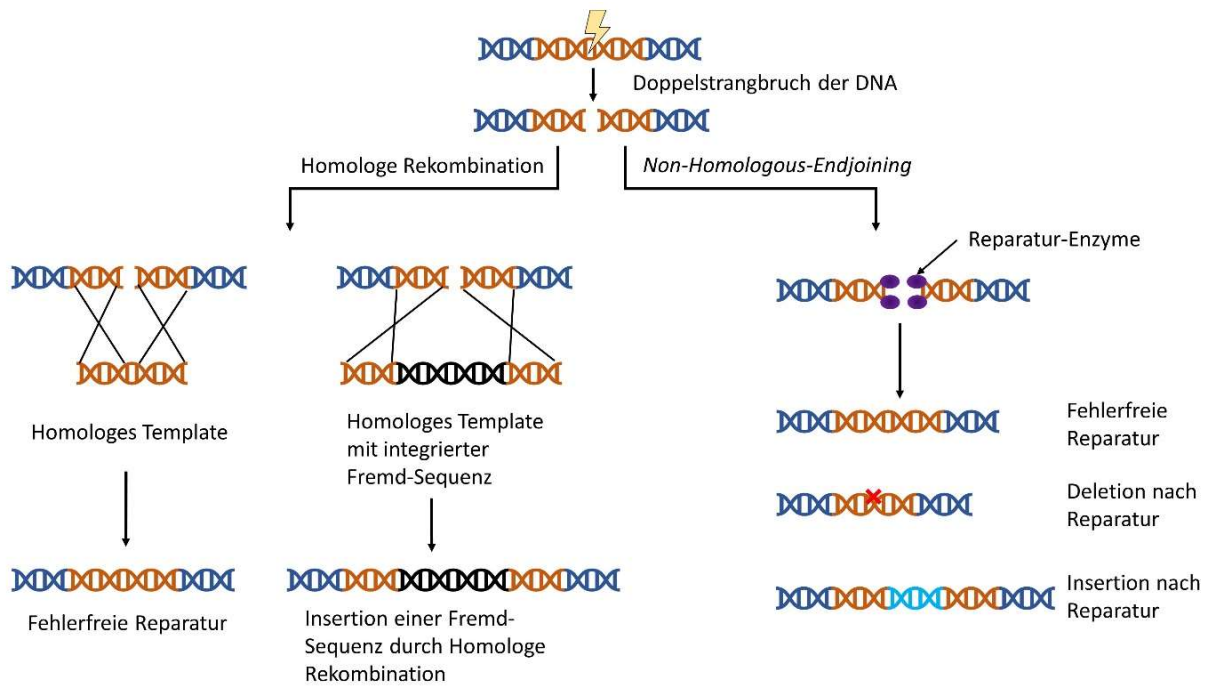 Doppelstrangbruch der DNA
Homologe Rekombination
Non-Homologous-Endjoining
Reparatur-Enzyme
Homologes Template
Homologes Template
mit integrierter
Fremd-Sequenz
Fehlerfreie
Reparatur
Deletion nach
Reparatur
Insertion nach
Reparatur
Fehlerfreie Reparatur
Insertion einer Fremd-
Sequenz durch Homologe
Rekombination